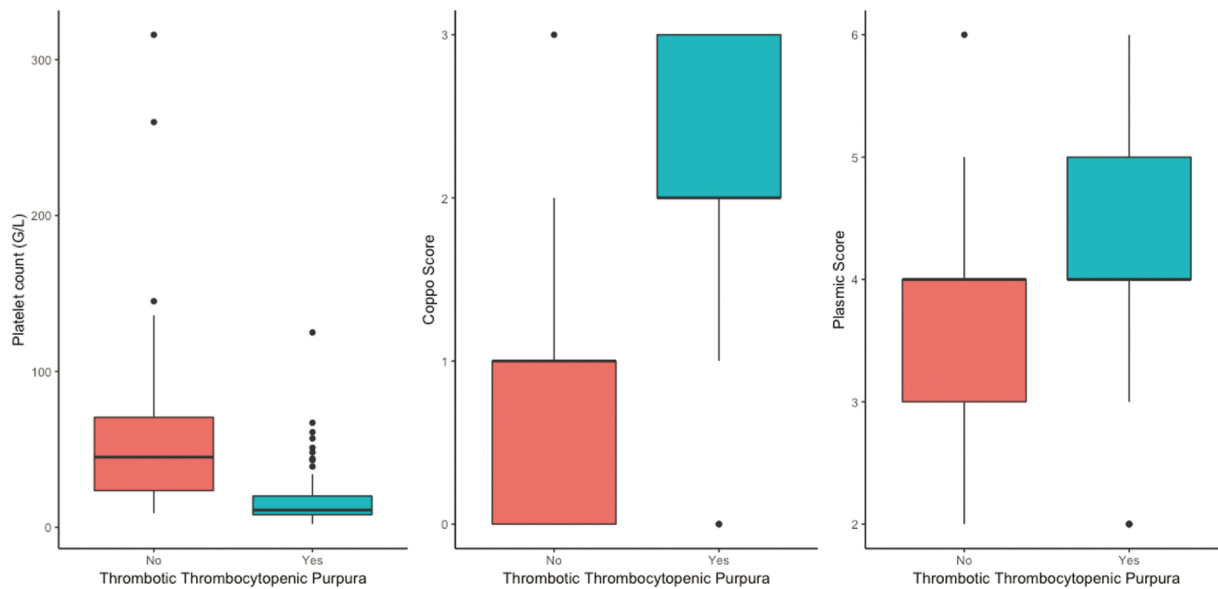 Platelet count (G/L)
300
200
100
0
No Yes
Thrombotic Thrombocytopenic Purpura
Coppo Score
3
2
1
0
No Yes
Thrombotic Thrombocytopenic Purpura
Plasmic Score
6
5
4
3
2
No Yes
Thrombotic Thrombocytopenic Purpura